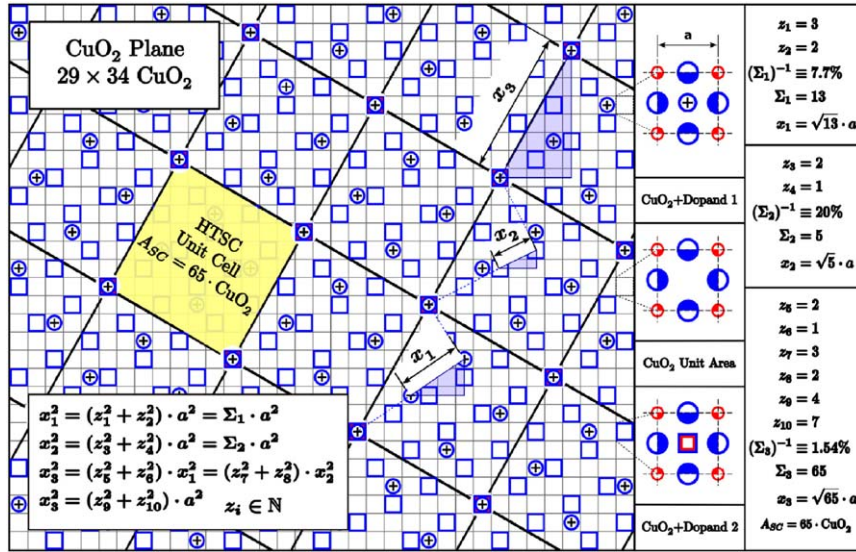 CuO₂ Plane
29 × 34 CuO₂
HTSC
Unit Cell
A_SC = 65 · CuO₂
x₃
x₂
x₁
x₁² = (z₁² + z₂²) · a² = Σ₁ · a²
x₂² = (z₃² + z₄²) · a² = Σ₂ · a²
x₃² = (z₅² + z₆²) · x₁² = (z₇² + z₈²) · x₂²
x₃² = (z₉² + z₁₀²) · a²   zᵢ ∈ ℕ
a
CuO₂+Dopand 1
CuO₂ Unit Area
CuO₂+Dopand 2
z₁ = 3
z₂ = 2
(Σ₁)⁻¹ ≡ 7.7%
Σ₁ = 13
x₁ = √13 · a
z₃ = 2
z₄ = 1
(Σ₂)⁻¹ ≡ 20%
Σ₂ = 5
x₂ = √5 · a
z₅ = 2
z₆ = 1
z₇ = 3
z₈ = 2
z₉ = 4
z₁₀ = 7
(Σ₃)⁻¹ ≡ 1.54%
Σ₃ = 65
x₃ = √65 · a
A_SC = 65 · CuO₂